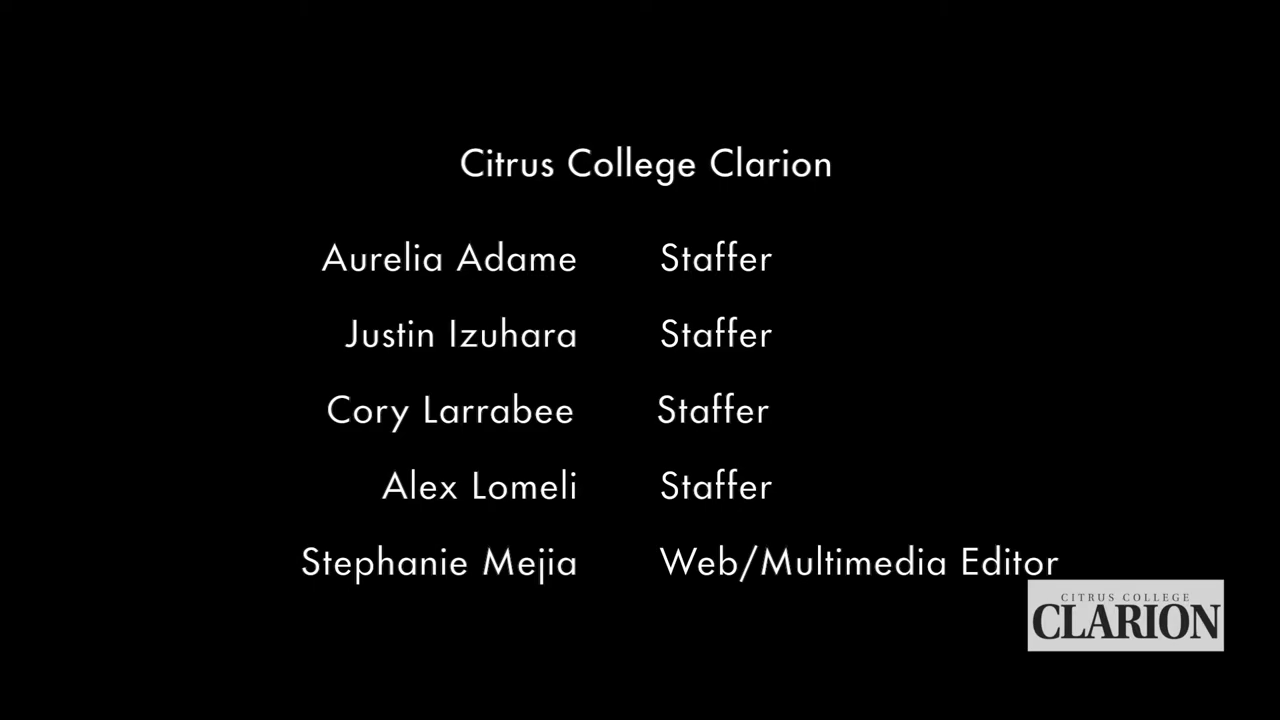 Citrus College Clarion
Aurelia Adame Staffer
Justin Izuhara Staffer
Cory Larrabee Staffer
Alex Lomeli Staffer
Stephanie Mejia Web/Multimedia Editor
CITRUS COLLEGE
CLARION